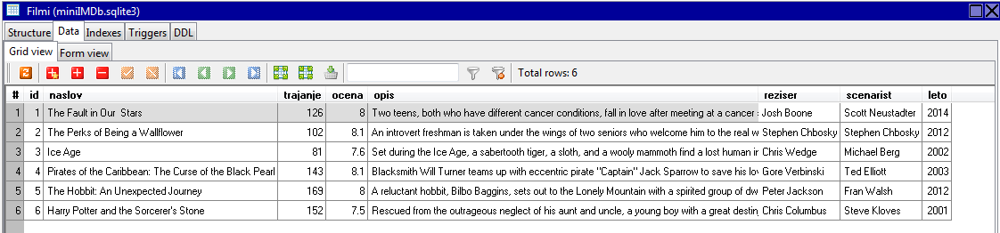 Filmi (miniIMDb.sqlite3)
Structure Data Indexes Triggers DDL
Grid view Form view
Total rows: 6
# id naslov trajanje ocena opis reziser scenarist leto
1 1 The Fault in Our  Stars 126 8 Two teens, both who have different cancer conditions, fall in love after meeting at a cancer Josh Boone Scott Neustadter 2014
2 2 The Perks of Being a Wallflower 102 8.1 An introvert freshman is taken under the wings of two seniors who welcome him to the real w Stephen Chbosky Stephen Chbosky 2012
3 3 Ice Age 81 7.6 Set during the Ice Age, a sabertooth tiger, a sloth, and a wooly mammoth find a lost human ir Chris Wedge Michael Berg 2002
4 4 Pirates of the Caribbean: The Curse of the Black Pearl 143 8.1 Blacksmith Will Turner teams up with eccentric pirate "Captain" Jack Sparrow to save his lov Gore Verbinski Ted Elliott 2003
5 5 The Hobbit: An Unexpected Journey 169 8 A reluctant hobbit, Bilbo Baggins, sets out to the Lonely Mountain with a spirited group of dw Peter Jackson Fran Walsh 2012
6 6 Harry Potter and the Sorcerer's Stone 152 7.5 Rescued from the outrageous neglect of his aunt and uncle, a young boy with a great destin Chris Columbus Steve Kloves 2001